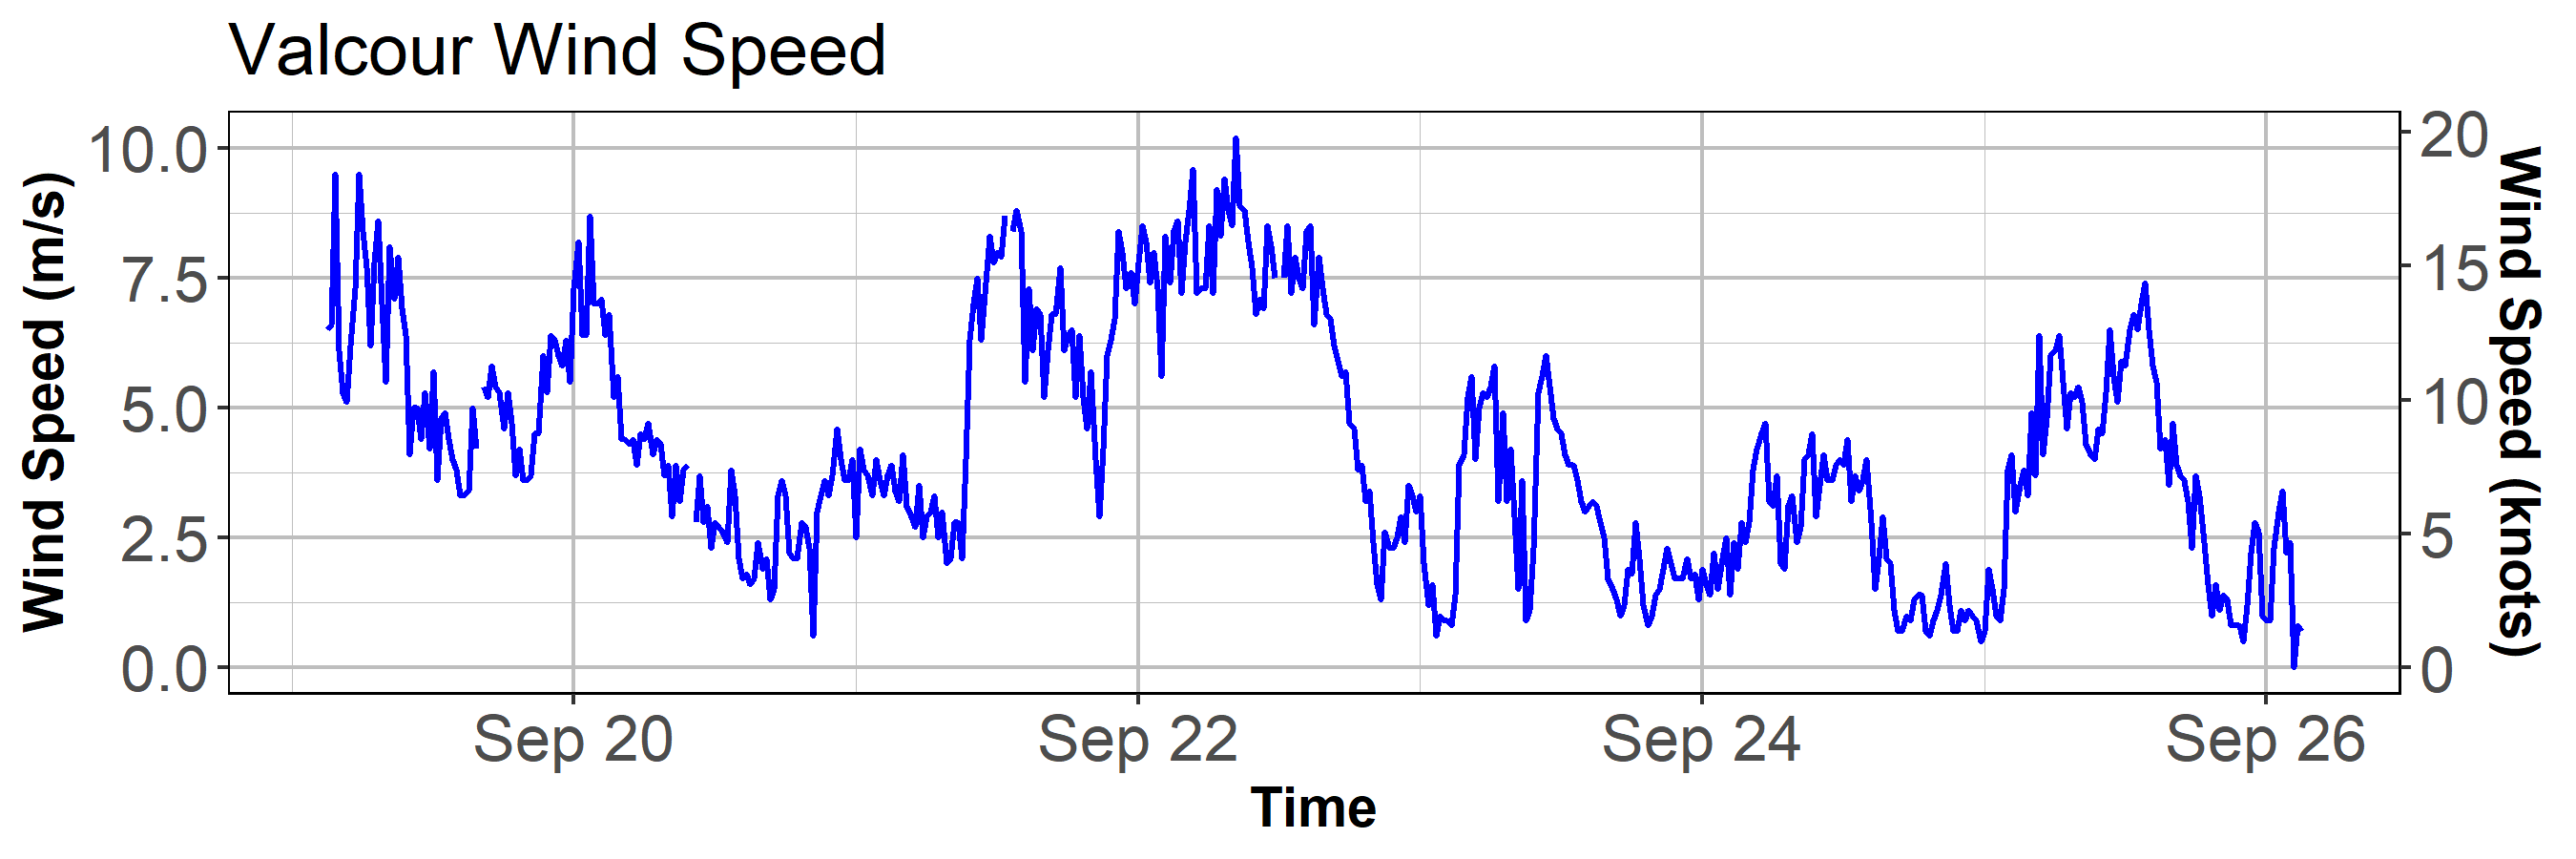 Valcour Wind Speed
Wind Speed (m/s)
10.0
7.5
5.0
2.5
0.0
20
15
10
5
0
Wind Speed (knots)
Sep 20
Sep 22
Sep 24
Sep 26
Time